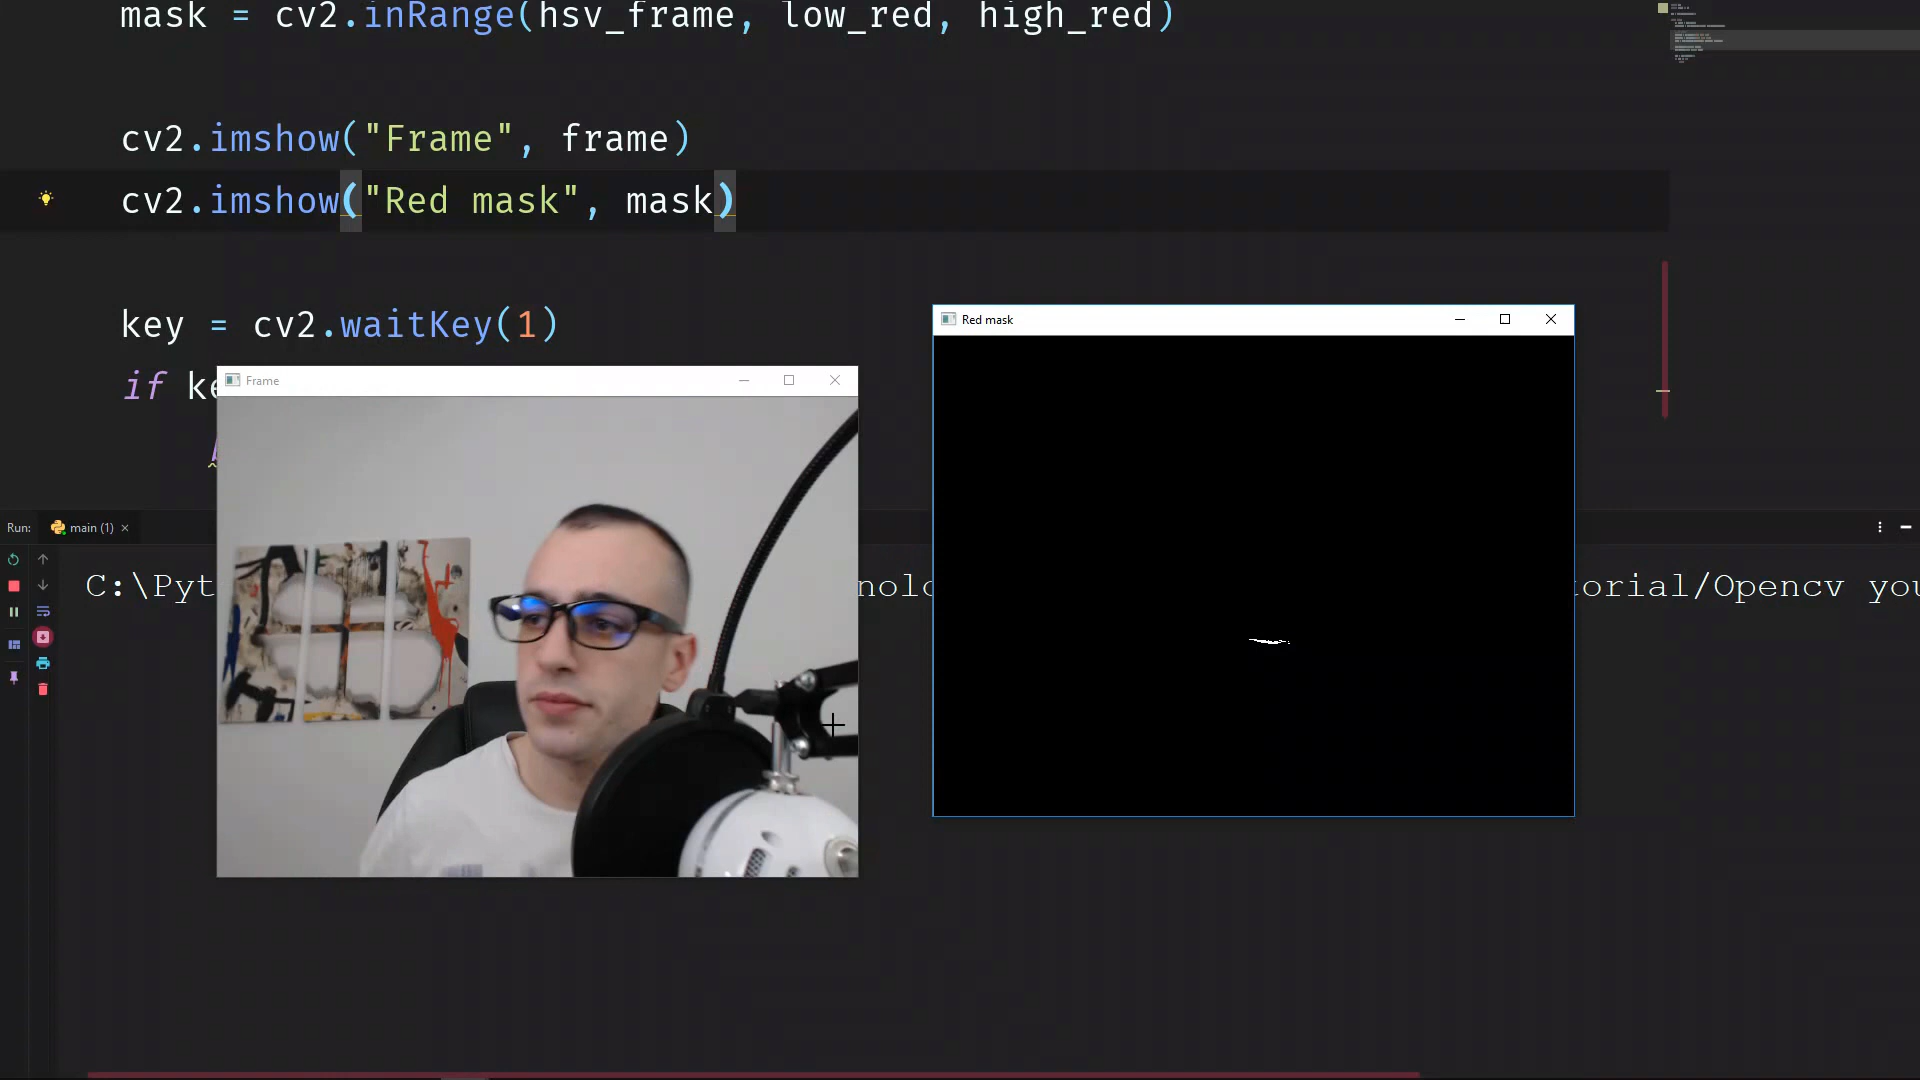 mask = cv2.inRange(hsv_frame, low_red, high_red)
cv2.imshow("Frame", frame)
cv2.imshow("Red mask", mask)
key = cv2.waitKey(1)
if ke
Frame
Red mask
Run: main (1)
C:\Pyt nolo torial/Opencv you